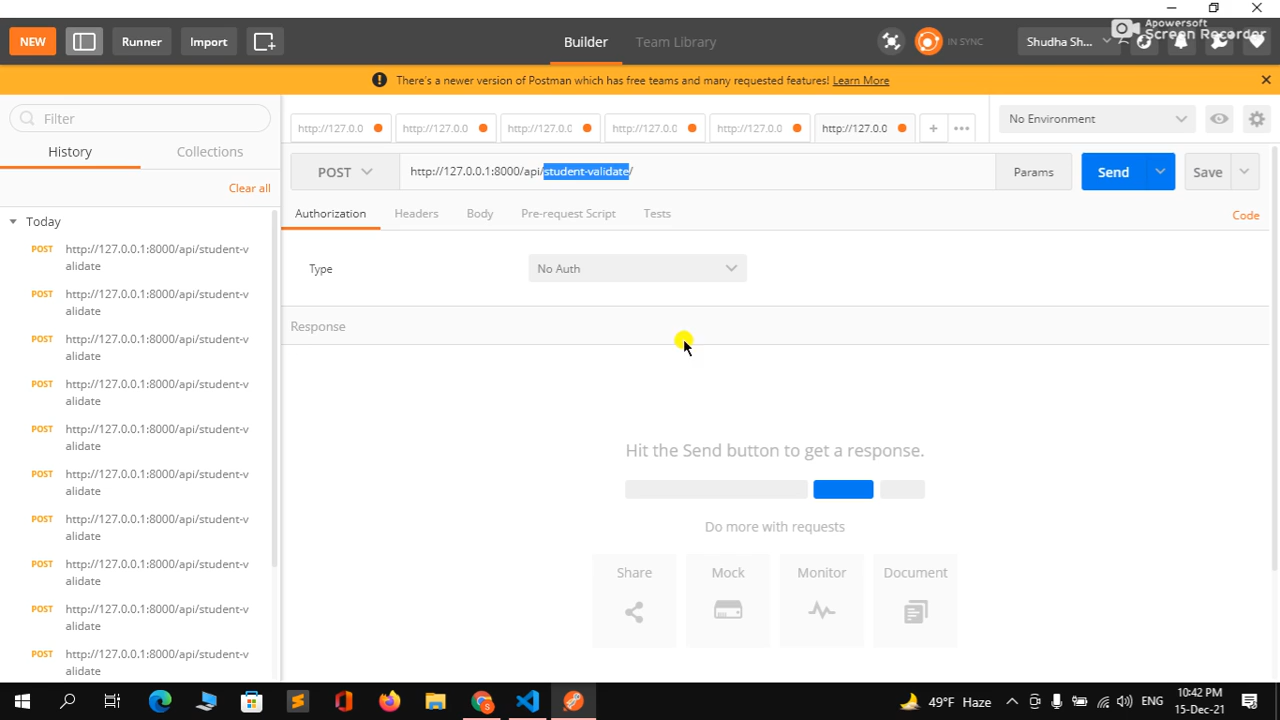 Apowersoft
Screen Recorder
NEW
Runner
Import
Builder
Team Library
IN SYNC
Shudha Sh...
There's a newer version of Postman which has free teams and many requested features! Learn More
Filter
History
Collections
Clear all
Today
POST http://127.0.0.1:8000/api/student-v
alidate
POST http://127.0.0.1:8000/api/student-v
alidate
POST http://127.0.0.1:8000/api/student-v
alidate
POST http://127.0.0.1:8000/api/student-v
alidate
POST http://127.0.0.1:8000/api/student-v
alidate
POST http://127.0.0.1:8000/api/student-v
alidate
POST http://127.0.0.1:8000/api/student-v
alidate
POST http://127.0.0.1:8000/api/student-v
alidate
POST http://127.0.0.1:8000/api/student-v
alidate
POST http://127.0.0.1:8000/api/student-v
alidate
http://127.0.0
http://127.0.0
http://127.0.0
http://127.0.0
http://127.0.0
http://127.0.0
No Environment
POST
http://127.0.0.1:8000/api/student-validate/
Params
Send
Save
Authorization
Headers
Body
Pre-request Script
Tests
Code
Type
No Auth
Response
Hit the Send button to get a response.
Do more with requests
Share
Mock
Monitor
Document
49°F Haze
ENG
10:42 PM
15-Dec-21